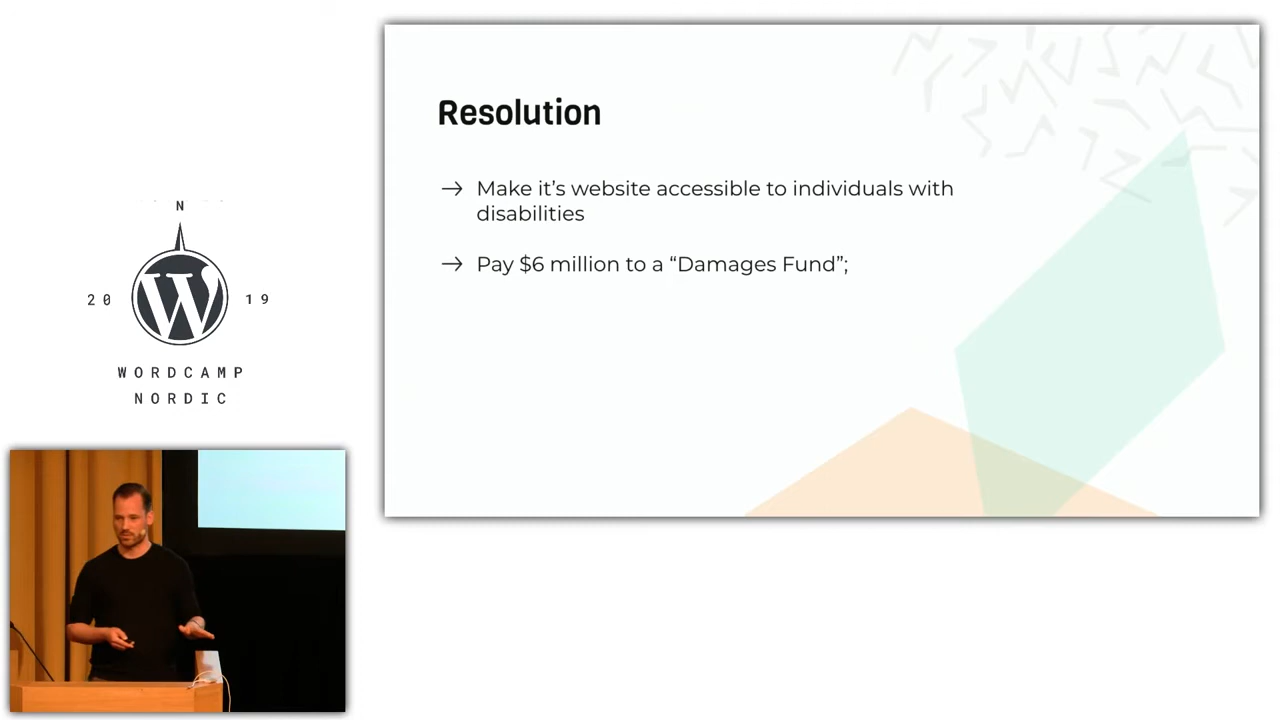 N
20 19
WORDCAMP
NORDIC
Resolution
→ Make it’s website accessible to individuals with
disabilities
→ Pay $6 million to a “Damages Fund”;